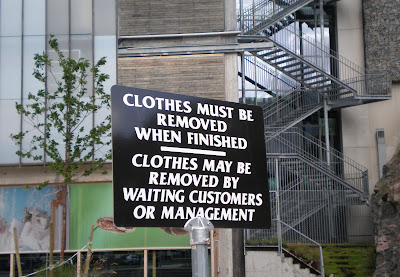 CLOTHES MUST BE
REMOVED
WHEN FINISHED
CLOTHES MAY BE
REMOVED BY
WAITING CUSTOMERS
OR MANAGEMENT